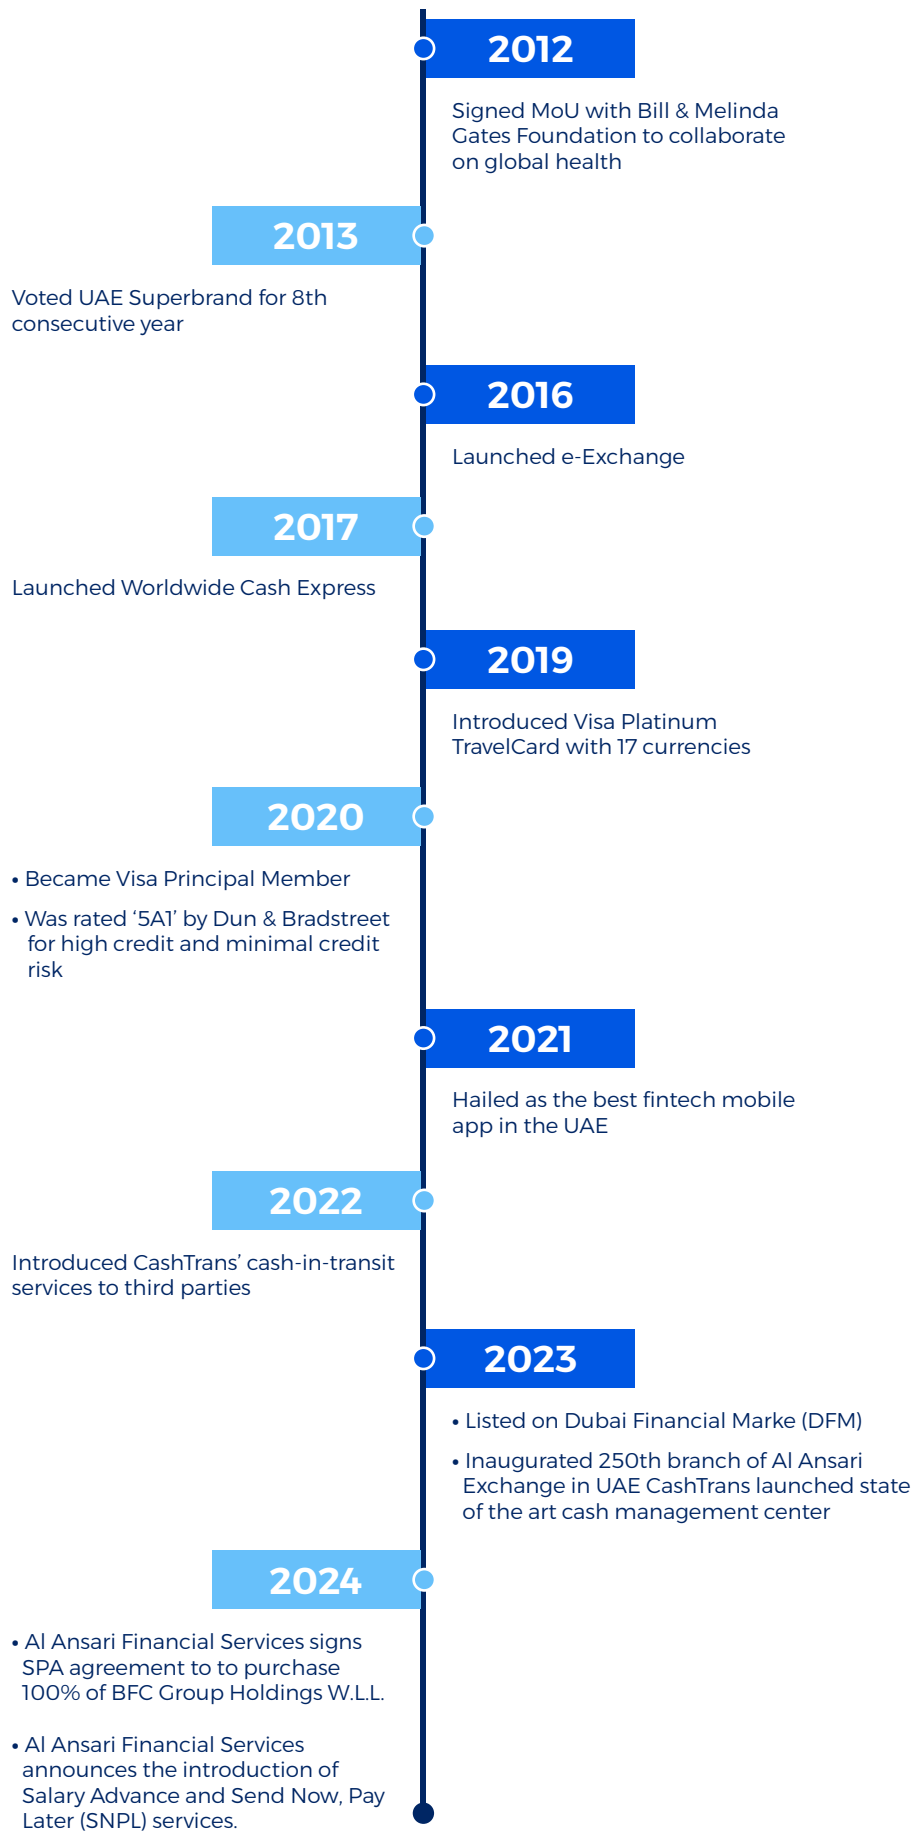 2012
Signed MoU with Bill & Melinda
Gates Foundation to collaborate
on global health
2013
Voted UAE Superbrand for 8th
consecutive year
2016
Launched e-Exchange
2017
Launched Worldwide Cash Express
2019
Introduced Visa Platinum
TravelCard with 17 currencies
2020
• Became Visa Principal Member
• Was rated ‘5A1’ by Dun & Bradstreet
for high credit and minimal credit
risk
2021
Hailed as the best fintech mobile
app in the UAE
2022
Introduced CashTrans’ cash-in-transit
services to third parties
2023
• Listed on Dubai Financial Marke (DFM)
• Inaugurated 250th branch of Al Ansari
Exchange in UAE CashTrans launched state
of the art cash management center
2024
• Al Ansari Financial Services signs
SPA agreement to to purchase
100% of BFC Group Holdings W.L.L.
• Al Ansari Financial Services
announces the introduction of
Salary Advance and Send Now, Pay
Later (SNPL) services.